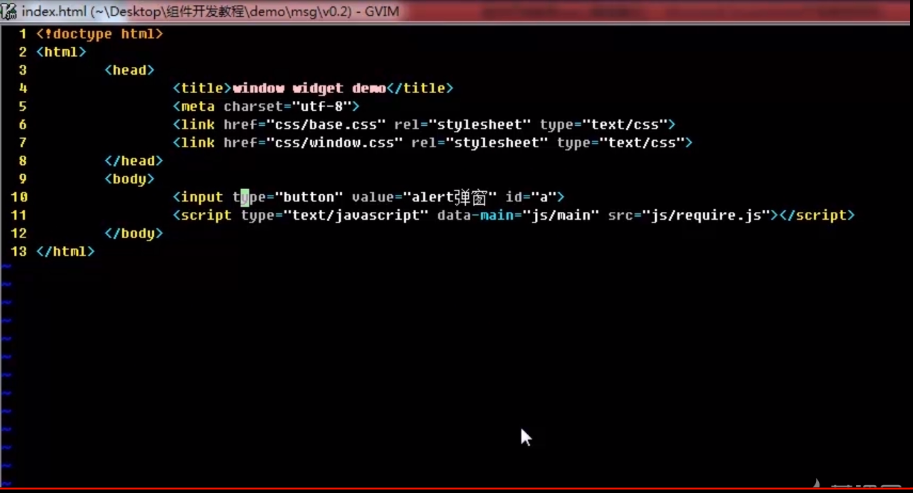 index.html (~\Desktop\组件开发教程\demo\msg\v0.2) - GVIM
1 <!doctype html>
2 <html>
3 <head>
4 <title>window widget demo</title>
5 <meta charset="utf-8">
6 <link href="css/base.css" rel="stylesheet" type="text/css">
7 <link href="css/window.css" rel="stylesheet" type="text/css">
8 </head>
9 <body>
10 <input type="button" value="alert弹窗" id="a">
11 <script type="text/javascript" data-main="js/main" src="js/require.js"></script>
12 </body>
13 </html>
~
~
~
~
~
~
~
~
~
~
~
~
~